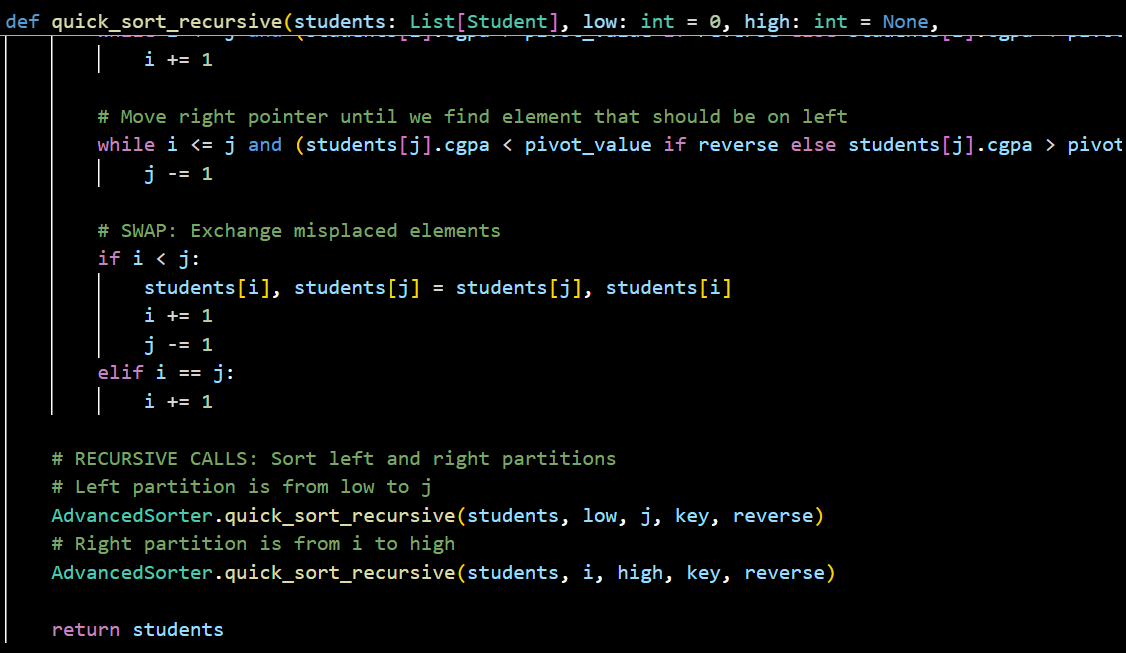 def quick_sort_recursive(students: List[Student], low: int = 0, high: int = None,
i += 1
# Move right pointer until we find element that should be on left
while i <= j and (students[j].cgpa < pivot_value if reverse else students[j].cgpa > pivot
j -= 1
# SWAP: Exchange misplaced elements
if i < j:
students[i], students[j] = students[j], students[i]
i += 1
j -= 1
elif i == j:
i += 1
# RECURSIVE CALLS: Sort left and right partitions
# Left partition is from low to j
AdvancedSorter.quick_sort_recursive(students, low, j, key, reverse)
# Right partition is from i to high
AdvancedSorter.quick_sort_recursive(students, i, high, key, reverse)
return students